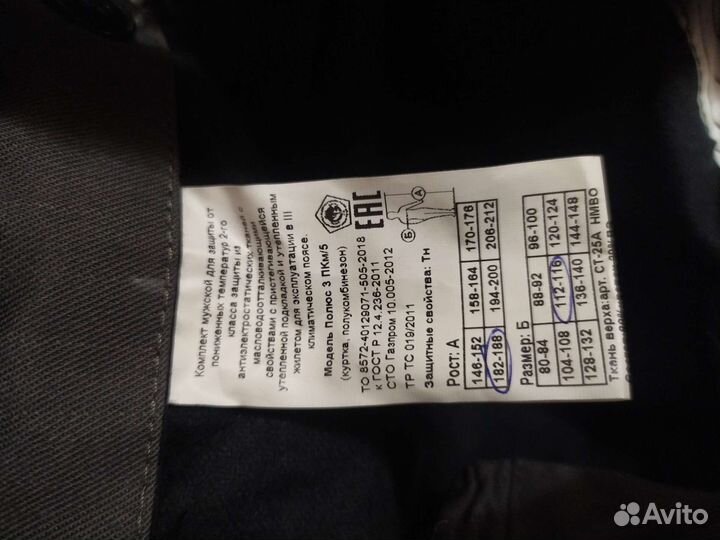 Комплект мужской для защиты от
пониженных температур 2-го
класса защиты из
антиэлектростатических тканей с
масловодоотталкивающими
свойствами с пристегивающейся
утепленной подкладкой и утепленным
жилетом для эксплуатации в III
климатическом поясе.
Модель Полюс 3 ПКм/5
(куртка, полукомбинезон)
ТО 8572-40129071-505-2018
к ГОСТ Р 12.4.236-2011
СТО Газпром 10.005-2012
ТР ТС 019/2011
Защитные свойства: Тн
ЕАС
А
Б
Рост: А
146-152 158-164 170-176
182-188 194-200 206-212
Размер: Б
80-84 88-92 96-100
104-108 112-116 120-124
128-132 136-140 144-148
Ткань верха:арт. СТ-25А НМВО
Avito